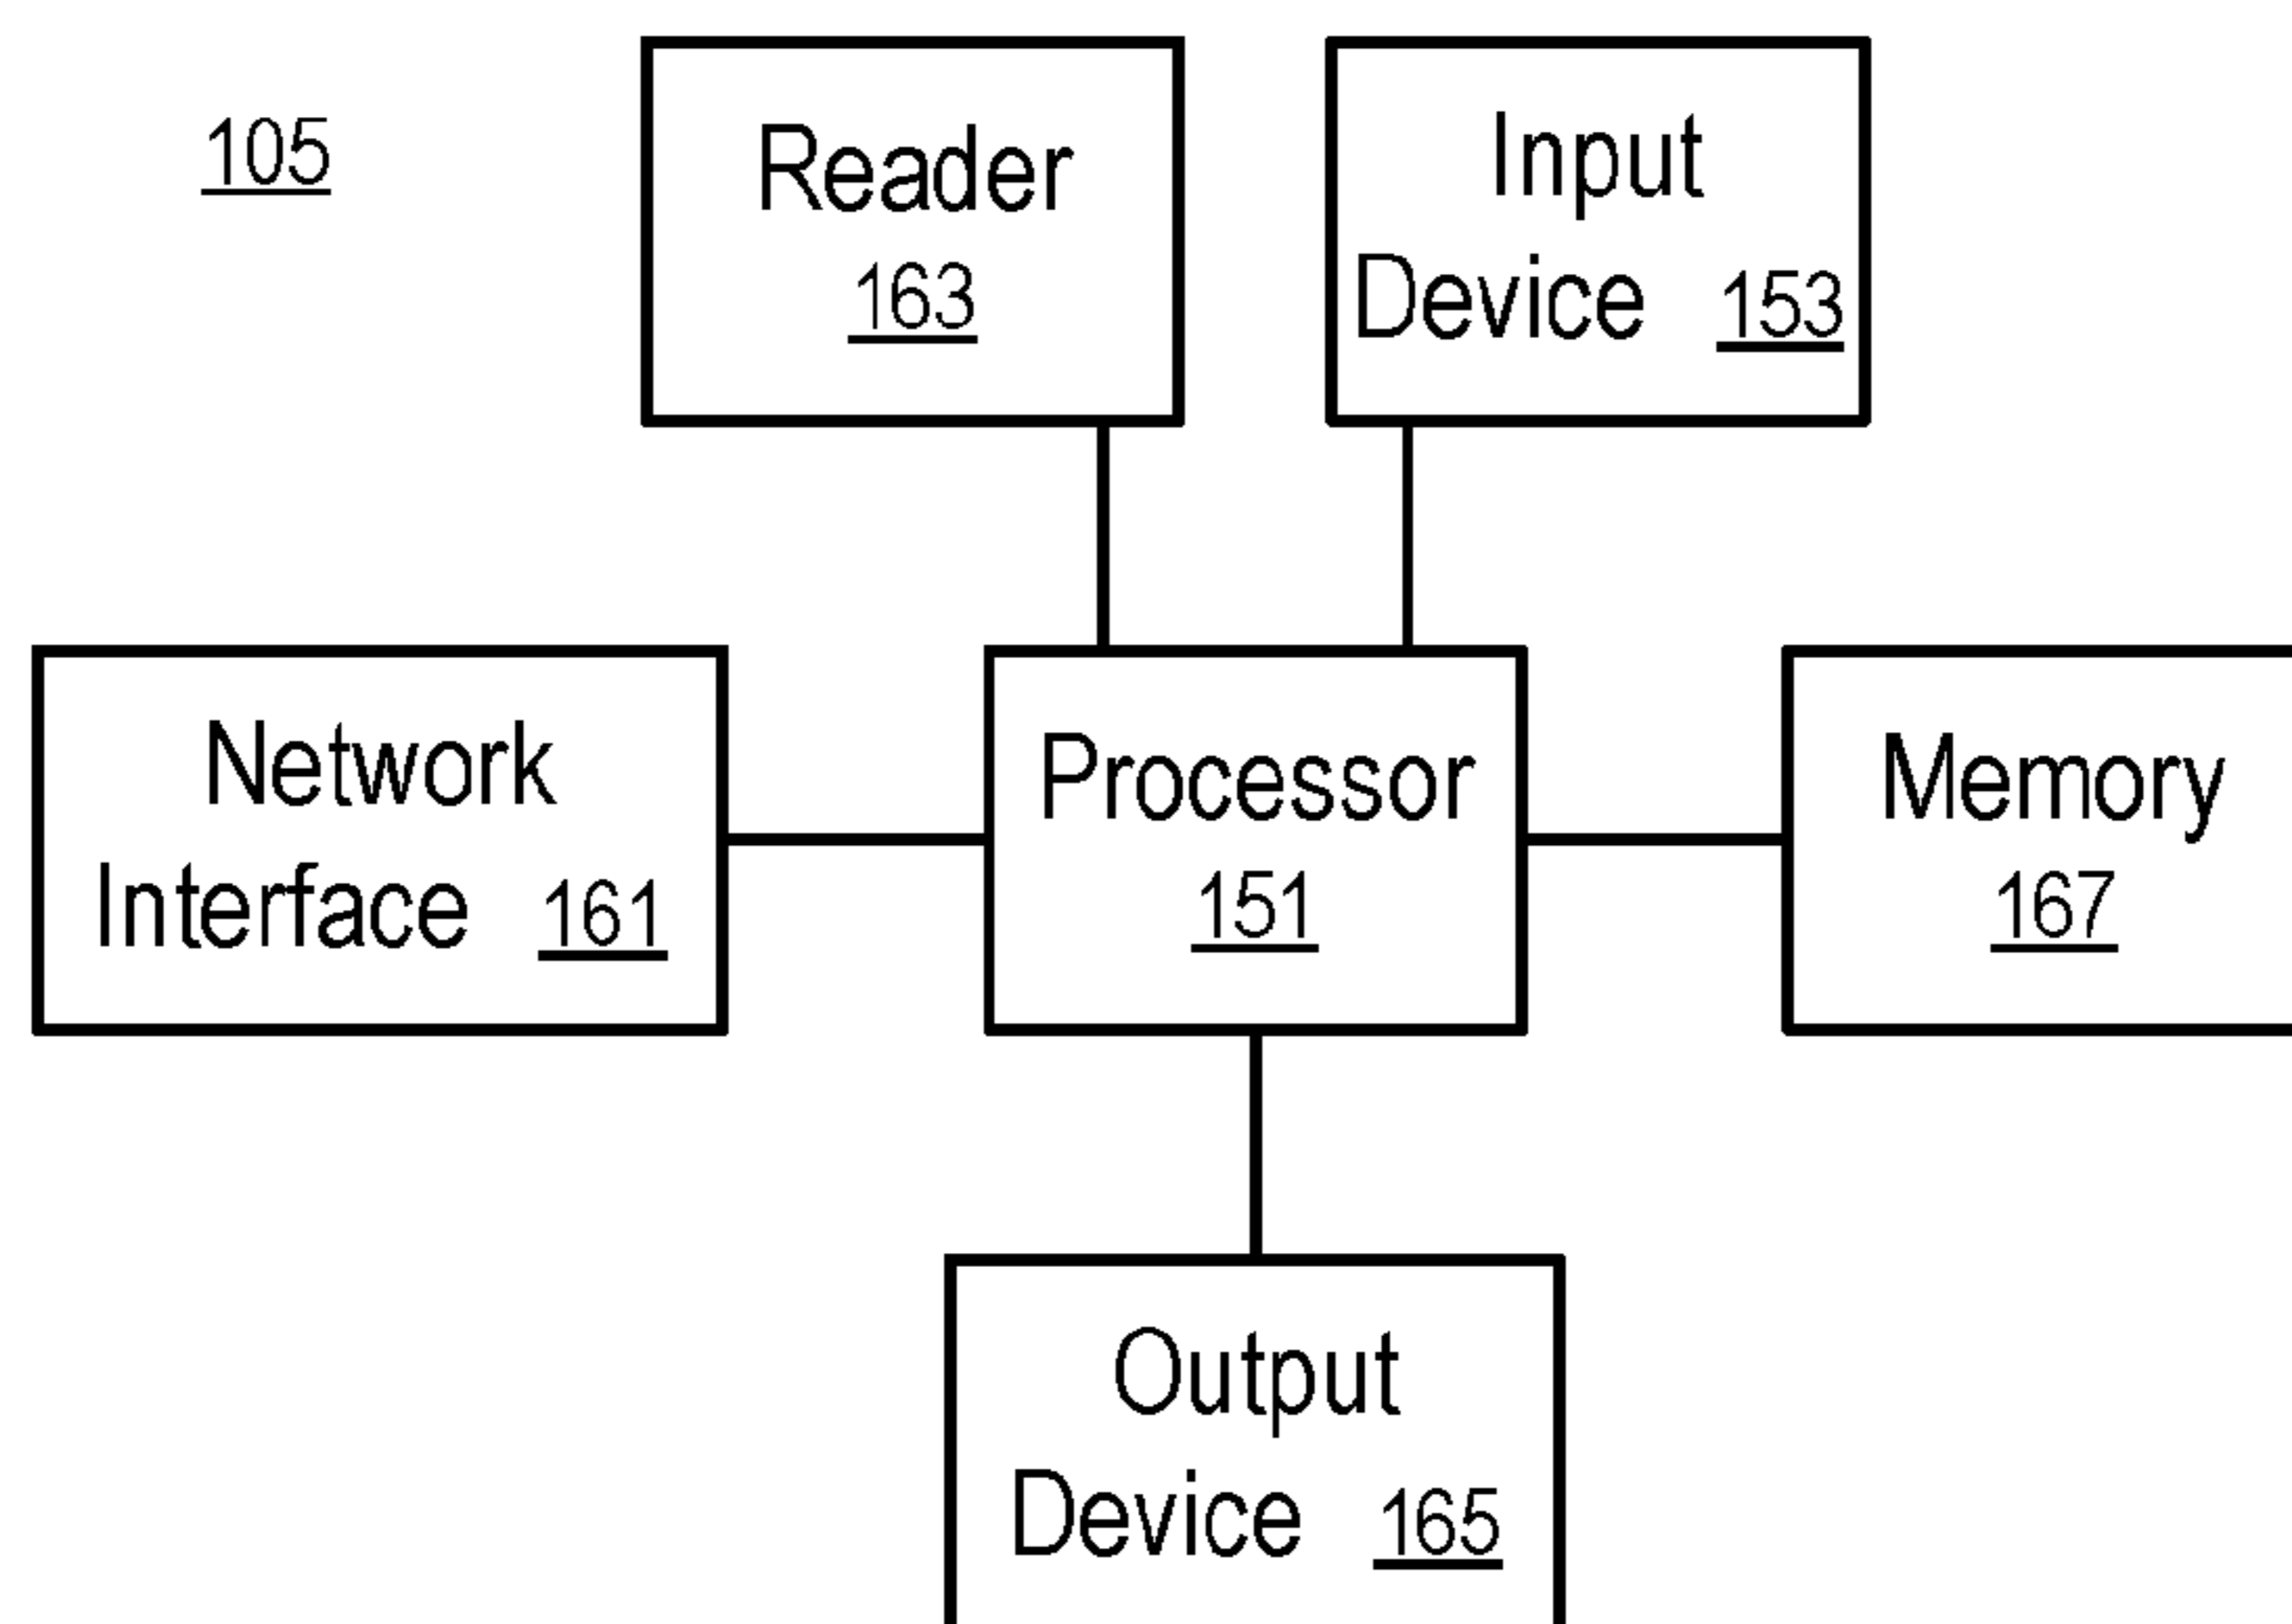 105
Reader
163
Input
Device 153
Network
Interface 161
Processor
151
Memory
167
Output
Device 165